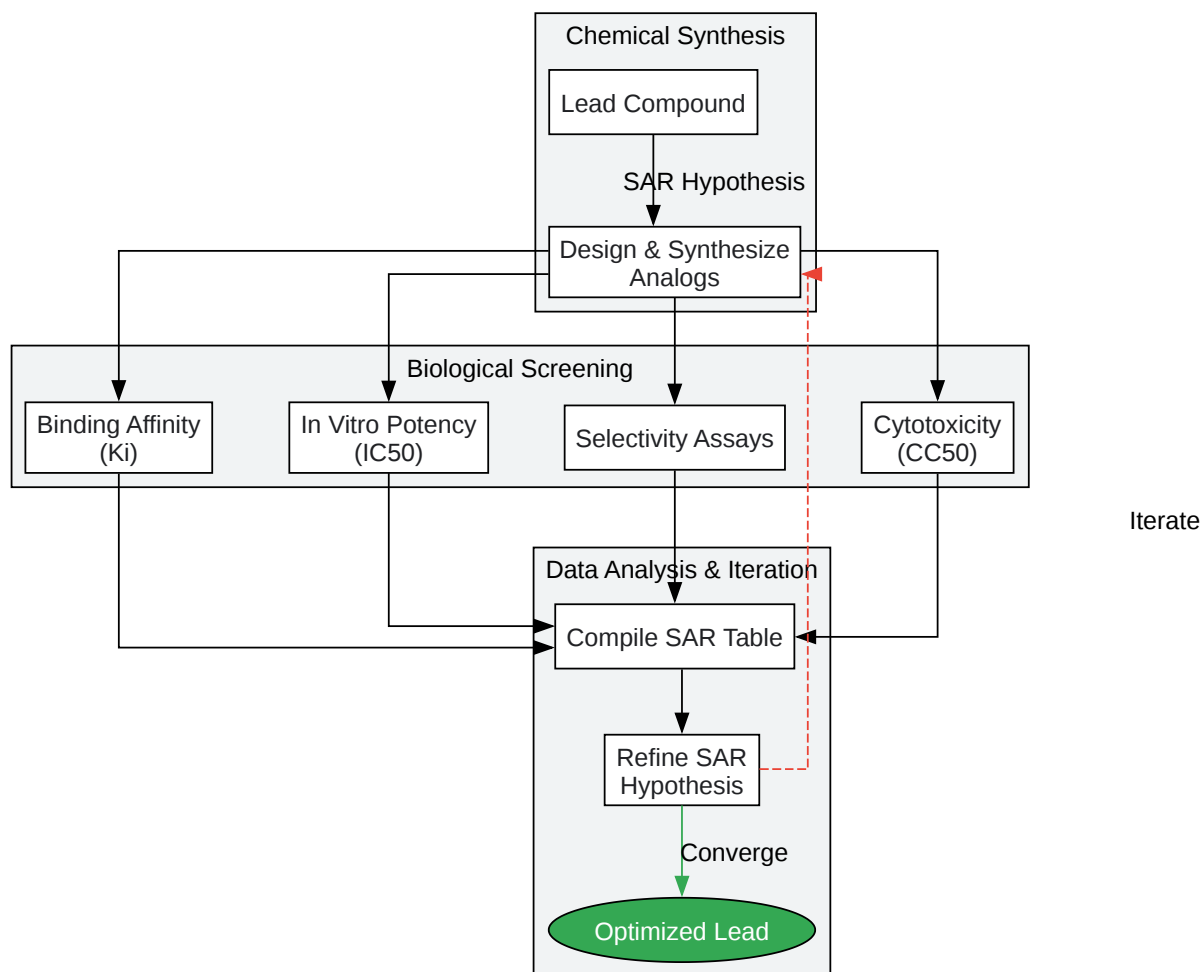 Chemical Synthesis
Lead Compound
SAR Hypothesis
Design & Synthesize
Analogs
Biological Screening
Binding Affinity
(Ki)
In Vitro Potency
(IC50)
Selectivity Assays
Cytotoxicity
(CC50)
Iterate
Data Analysis & Iteration
Compile SAR Table
Refine SAR
Hypothesis
Converge
Optimized Lead